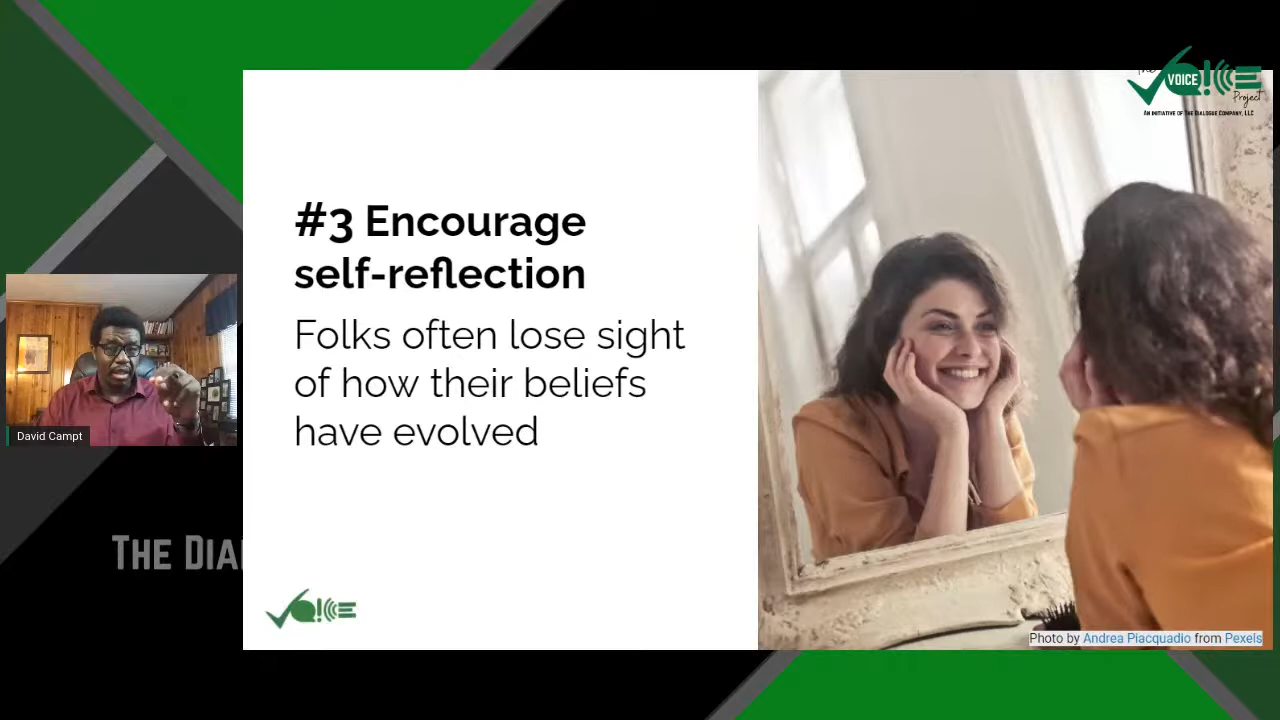 VOICE
Project
AN INITIATIVE OF THE DIALOGUE COMPANY, LLC
#3 Encourage
self-reflection
Folks often lose sight
of how their beliefs
have evolved
David Campt
THE DIA
Photo by Andrea Piacquadio from Pexels